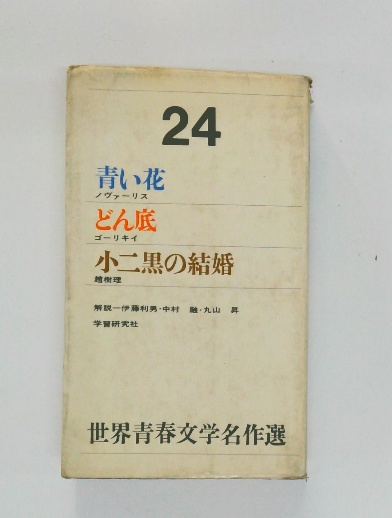 24
青い花
ノヴァーリス
どん底
ゴーリキイ
小二黒の結婚
趙樹理
解説―伊藤利男・中村 融・丸山 昇
学習研究社
世界青春文学名作選